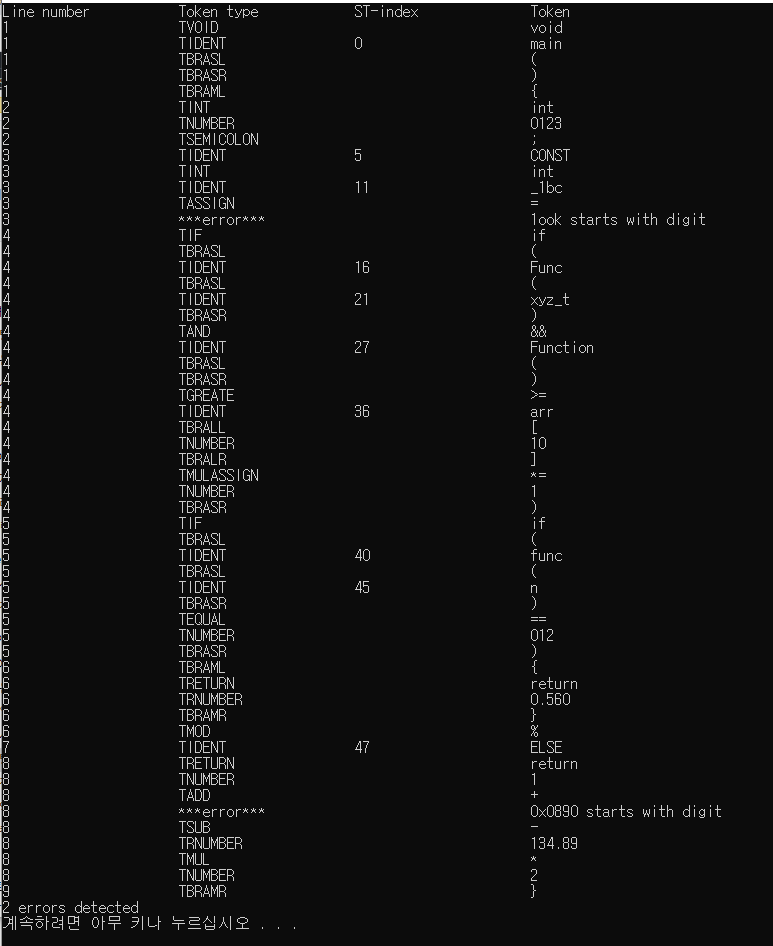 Line number Token type ST-index Token
1 TVOID void
1 TIDENT 0 main
1 TBRASL (
1 TBRASR )
1 TBRAML {
2 TINT int
2 TNUMBER 0123
2 TSEMICOLON ;
3 TIDENT 5 CONST
3 TINT int
3 TIDENT 11 _1bc
3 TASSIGN =
3 ***error*** 1ook starts with digit
4 TIF if
4 TBRASL (
4 TIDENT 16 Func
4 TBRASL (
4 TIDENT 21 xyz_t
4 TBRASR )
4 TAND &&
4 TIDENT 27 Function
4 TBRASL (
4 TBRASR )
4 TGREATE >=
4 TIDENT 36 arr
4 TBRALL [
4 TNUMBER 10
4 TBRALR ]
4 TMULASSIGN *=
4 TNUMBER 1
4 TBRASR )
5 TIF if
5 TBRASL (
5 TIDENT 40 func
5 TBRASL (
5 TIDENT 45 n
5 TBRASR )
5 TEQUAL ==
5 TNUMBER 012
5 TBRASR )
6 TBRAML {
6 TRETURN return
6 TRNUMBER 0.560
6 TBRAMR }
6 TMOD %
7 TIDENT 47 ELSE
8 TRETURN return
8 TNUMBER 1
8 TADD +
8 ***error*** 0x0890 starts with digit
8 TSUB -
8 TRNUMBER 134.89
8 TMUL *
8 TNUMBER 2
9 TBRAMR }
2 errors detected
계속하려면 아무 키나 누르십시오 . . .